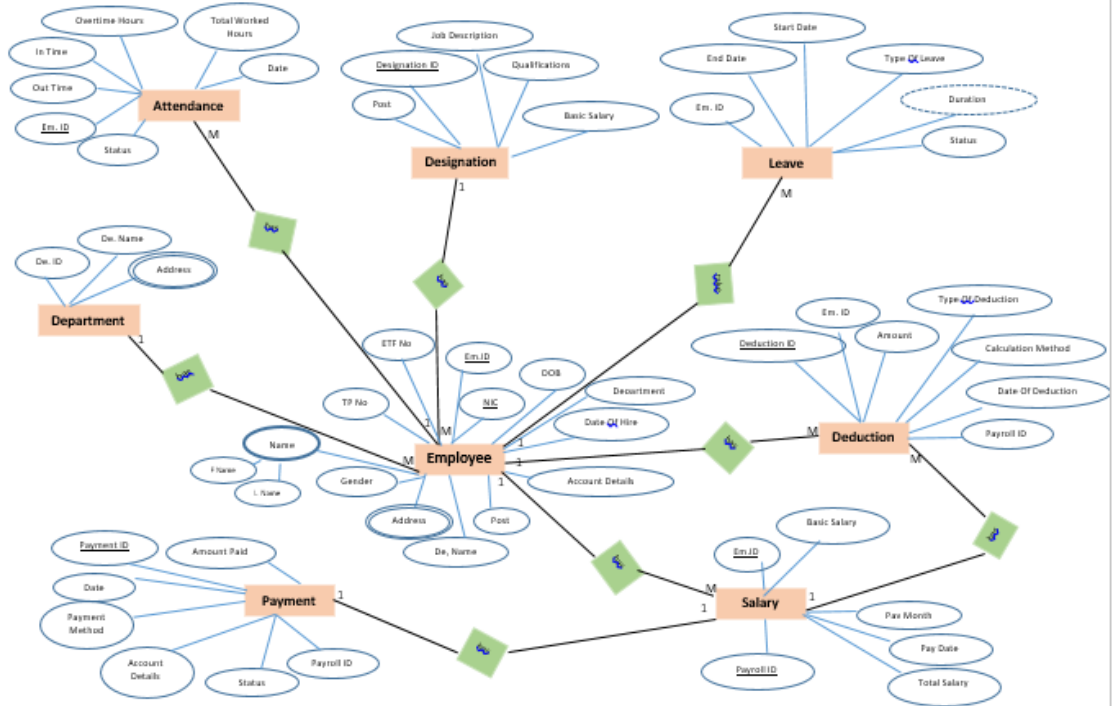 Overtime Hours
Total Worked
Hours
In Time
Date
Out Time
Attendance
Em. ID
Status
M
Job Description
Designation ID
Qualifications
Post
Basic Salary
Designation
1
Start Date
End Date
Type Of Leave
Em. ID
Duration
Status
Leave
M
De. Name
De. ID
Address
Department
1
ETF No
Em.ID
DOB
TP No
NIC
Department
Date Of Hire
Name
F Name
L. Name
Gender
Employee
1
M
1
M
1
1
Account Details
Address
Post
De, Name
Type Of Deduction
Em. ID
Deduction ID
Amount
Calculation Method
Date Of Deduction
Payroll ID
M
Deduction
M
Payment ID
Amount Paid
Date
Payment
Method
Payment
1
Account
Details
Status
Payroll ID
Basic Salary
Em.ID
M
1
Salary
1
Pay Month
Pay Date
Payroll ID
Total Salary